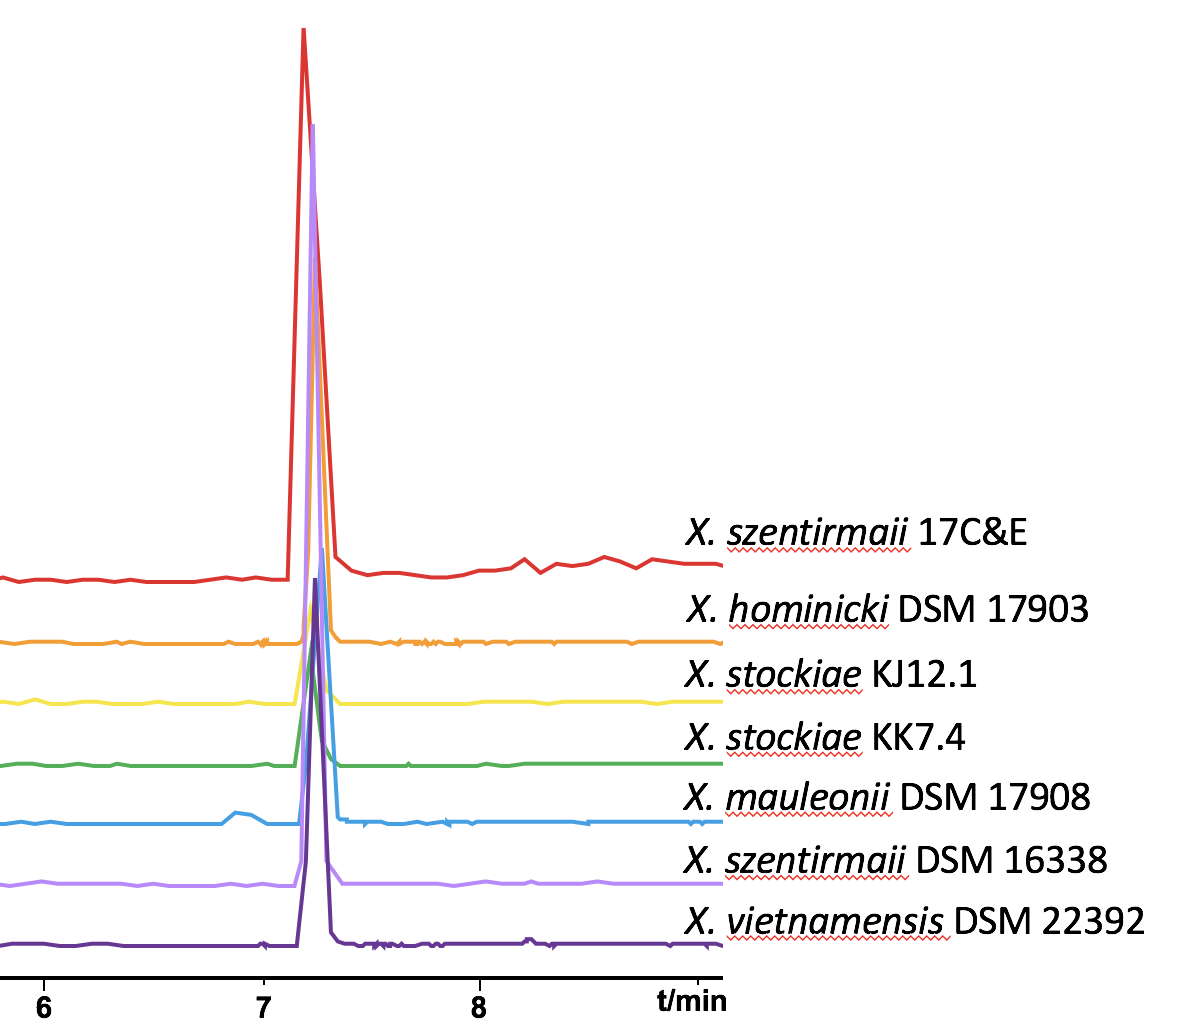 X. szentirmaii 17C&E
X. hominicki DSM 17903
X. stockiae KJ12.1
X. stockiae KK7.4
X. mauleonii DSM 17908
X. szentirmaii DSM 16338
X. vietnamensis DSM 22392
6 7 8 t/min